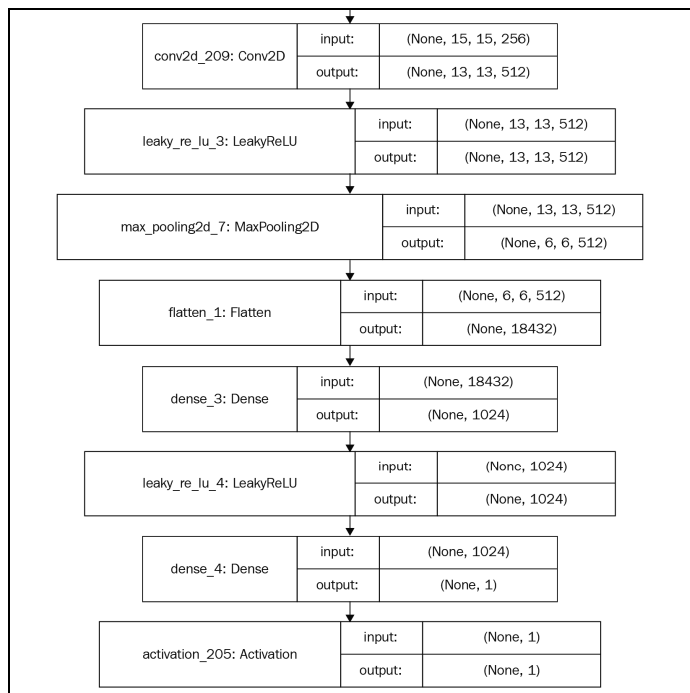 conv2d_209: Conv2D
input: (None, 15, 15, 256)
output: (None, 13, 13, 512)
leaky_re_lu_3: LeakyReLU
input: (None, 13, 13, 512)
output: (None, 13, 13, 512)
max_pooling2d_7: MaxPooling2D
input: (None, 13, 13, 512)
output: (None, 6, 6, 512)
flatten_1: Flatten
input: (None, 6, 6, 512)
output: (None, 18432)
dense_3: Dense
input: (None, 18432)
output: (None, 1024)
leaky_re_lu_4: LeakyReLU
input: (None, 1024)
output: (None, 1024)
dense_4: Dense
input: (None, 1024)
output: (None, 1)
activation_205: Activation
input: (None, 1)
output: (None, 1)